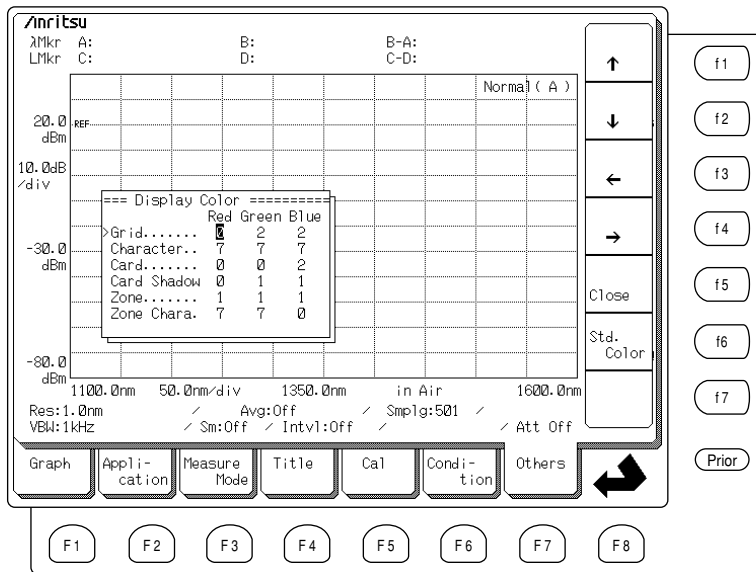 Anritsu
λMkr A: B: B-A:
LMkr C: D: C-D:
Normal( A )
20.0 REF
dBm
10.0dB
/div
-30.0
dBm
-80.0
dBm
=== Display Color ==========
Red Green Blue
>Grid....... 0 2 2
Character.. 7 7 7
Card....... 0 0 2
Card Shadow 0 1 1
Zone....... 1 1 1
Zone Chara. 7 7 0
1100.0nm 50.0nm/div 1350.0nm in Air 1600.0nm
Res:1.0nm / Avg:Off / Smplg:501 /
VBW:1kHz / Sm:Off / Intvl:Off / / Att Off
↑
↓
←
→
Close
Std.
Color
f1
f2
f3
f4
f5
f6
f7
Prior
Graph
Appli-
cation
Measure
Mode
Title
Cal
Condi-
tion
Others
F1 F2 F3 F4 F5 F6 F7 F8